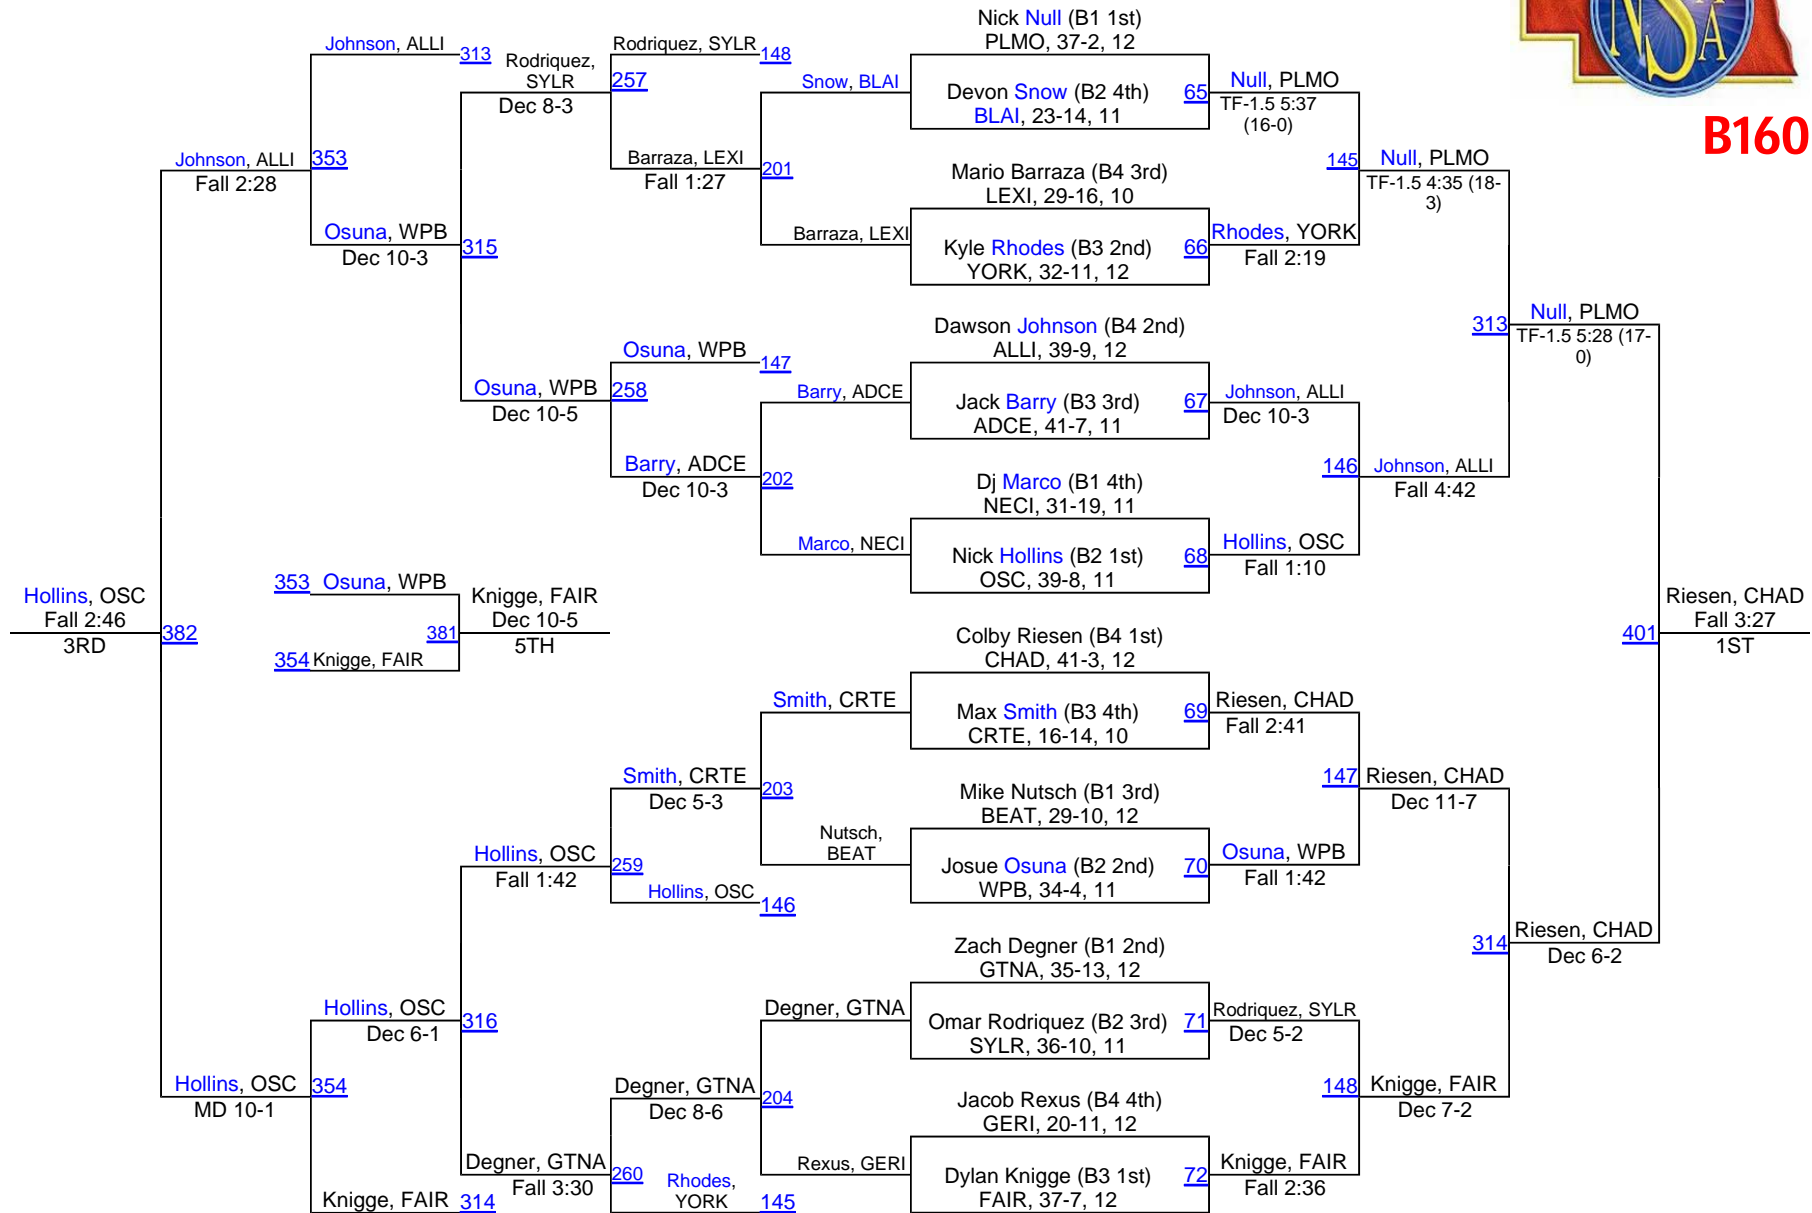 B160
Nick Null (B1 1st)
PLMO, 37-2, 12
Devon Snow (B2 4th)
BLAI, 23-14, 11
65
Mario Barraza (B4 3rd)
LEXI, 29-16, 10
Kyle Rhodes (B3 2nd)
YORK, 32-11, 12
66
Dawson Johnson (B4 2nd)
ALLI, 39-9, 12
Jack Barry (B3 3rd)
ADCE, 41-7, 11
67
Dj Marco (B1 4th)
NECI, 31-19, 11
Nick Hollins (B2 1st)
OSC, 39-8, 11
68
Colby Riesen (B4 1st)
CHAD, 41-3, 12
Max Smith (B3 4th)
CRTE, 16-14, 10
69
Mike Nutsch (B1 3rd)
BEAT, 29-10, 12
Josue Osuna (B2 2nd)
WPB, 34-4, 11
70
Zach Degner (B1 2nd)
GTNA, 35-13, 12
Omar Rodriquez (B2 3rd)
SYLR, 36-10, 11
71
Jacob Rexus (B4 4th)
GERI, 20-11, 12
Dylan Knigge (B3 1st)
FAIR, 37-7, 12
72
Null, PLMO
TF-1.5 5:37
(16-0)
145
Rhodes, YORK
Fall 2:19
Johnson, ALLI
Dec 10-3
146
Hollins, OSC
Fall 1:10
Riesen, CHAD
Fall 2:41
147
Osuna, WPB
Fall 1:42
Rodriquez, SYLR
Dec 5-2
148
Knigge, FAIR
Fall 2:36
Null, PLMO
TF-1.5 4:35 (18-
3)
313
Johnson, ALLI
Fall 4:42
Riesen, CHAD
Dec 11-7
314
Knigge, FAIR
Dec 7-2
Null, PLMO
TF-1.5 5:28 (17-
0)
401
Riesen, CHAD
Dec 6-2
Riesen, CHAD
Fall 3:27
1ST
Snow, BLAI
201
Barraza, LEXI
Barry, ADCE
202
Marco, NECI
Smith, CRTE
203
Nutsch,
BEAT
Degner, GTNA
204
Rexus, GERI
Rodriquez, SYLR
148
257
Barraza, LEXI
Fall 1:27
Osuna, WPB
147
258
Barry, ADCE
Dec 10-3
Smith, CRTE
Dec 5-3
259
Hollins, OSC
146
Degner, GTNA
Dec 8-6
260
Rhodes,
YORK
145
Rodriquez,
SYLR
Dec 8-3
315
Osuna, WPB
Dec 10-5
Hollins, OSC
Fall 1:42
316
Degner, GTNA
Fall 3:30
Johnson, ALLI
313
353
Osuna, WPB
Dec 10-3
Hollins, OSC
Dec 6-1
354
Knigge, FAIR
314
Johnson, ALLI
Fall 2:28
382
Hollins, OSC
MD 10-1
Hollins, OSC
Fall 2:46
3RD
353 Osuna, WPB
381
354 Knigge, FAIR
Knigge, FAIR
Dec 10-5
5TH